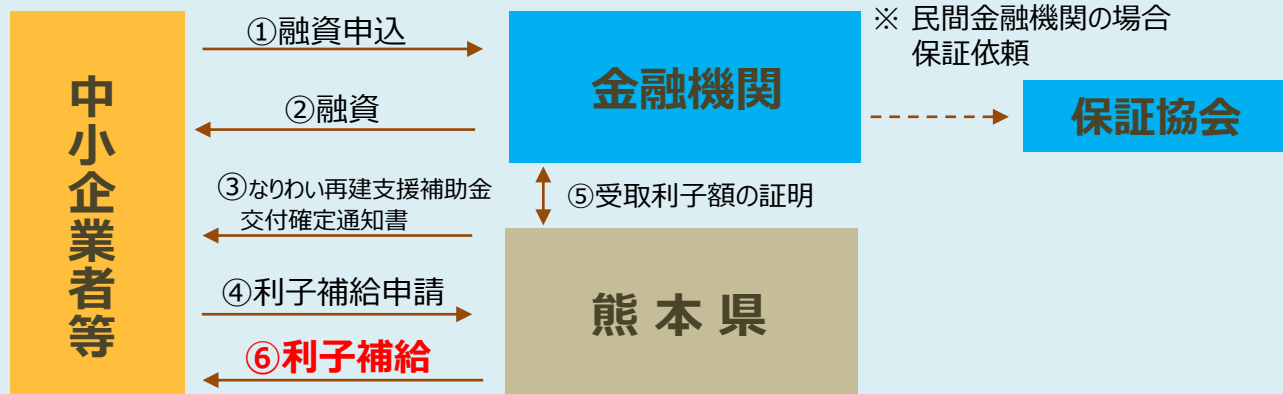 中小企業者等
①融資申込
②融資
③なりわい再建支援補助金
交付確定通知書
④利子補給申請
⑥利子補給
金融機関
⑤受取利子額の証明
熊本県
※ 民間金融機関の場合
保証依頼
保証協会